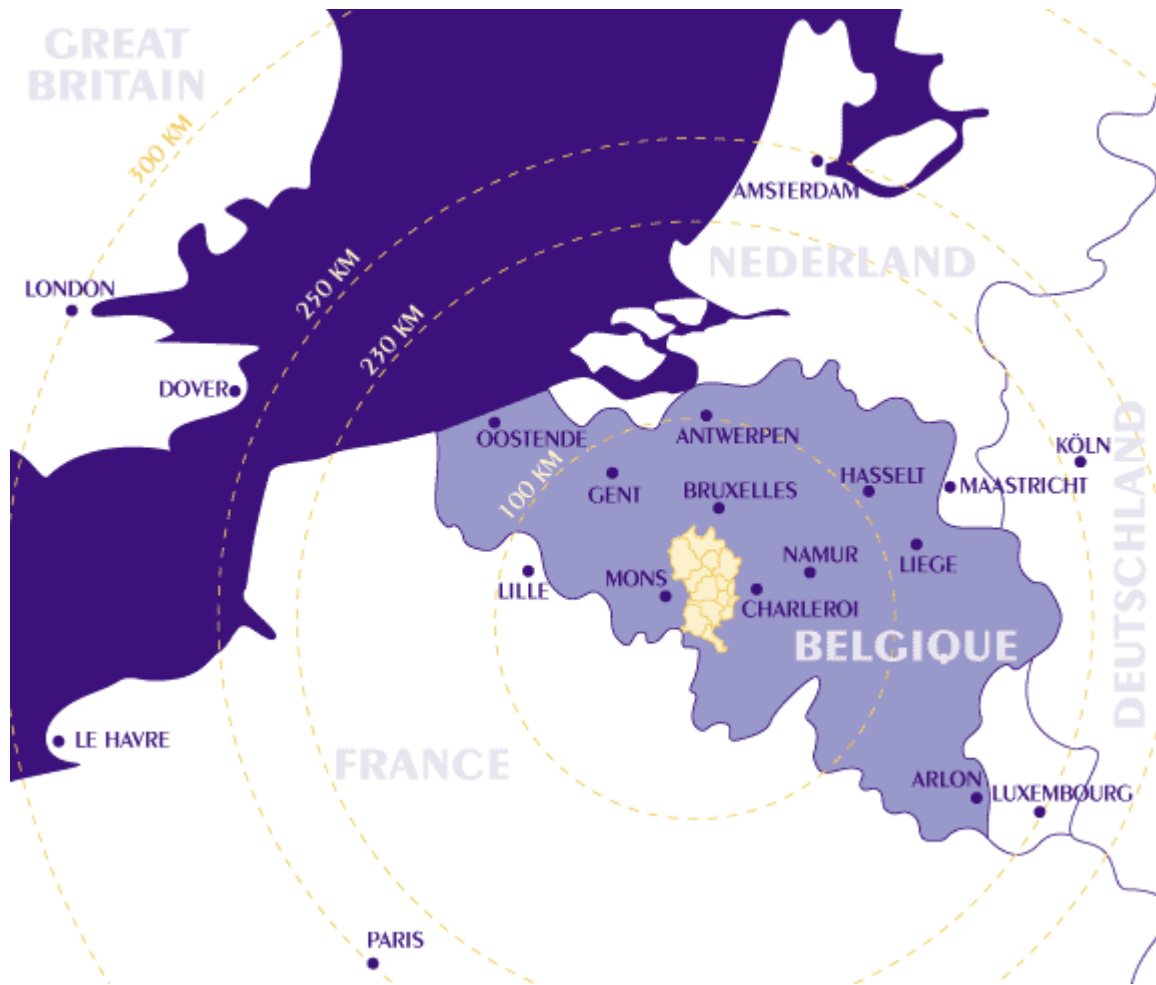 GREAT
BRITAIN
300 KM
AMSTERDAM
NEDERLAND
250 KM
LONDON
230 KM
DOVER
OOSTENDE
ANTWERPEN
KÖLN
100 KM
GENT
BRUXELLES
HASSELT
MAASTRICHT
DEUTSCHLAND
LILLE
MONS
NAMUR
LIEGE
CHARLEROI
BELGIQUE
LE HAVRE
FRANCE
ARLON
LUXEMBOURG
PARIS